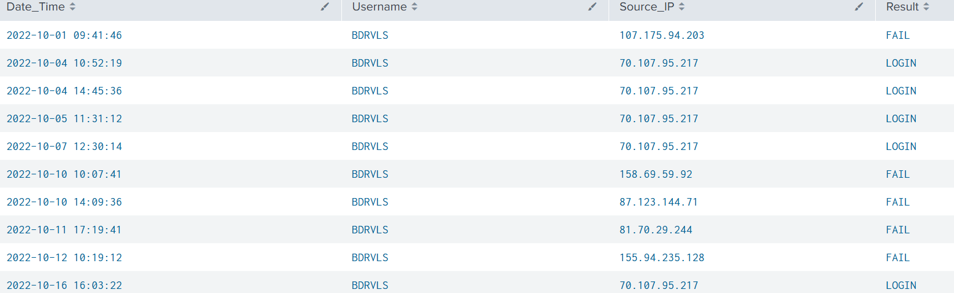 Date_Time Username Source_IP Result
2022-10-01 09:41:46 BDRVLS 107.175.94.203 FAIL
2022-10-04 10:52:19 BDRVLS 70.107.95.217 LOGIN
2022-10-04 14:45:36 BDRVLS 70.107.95.217 LOGIN
2022-10-05 11:31:12 BDRVLS 70.107.95.217 LOGIN
2022-10-07 12:30:14 BDRVLS 70.107.95.217 LOGIN
2022-10-10 10:07:41 BDRVLS 158.69.59.92 FAIL
2022-10-10 14:09:36 BDRVLS 87.123.144.71 FAIL
2022-10-11 17:19:41 BDRVLS 81.70.29.244 FAIL
2022-10-12 10:19:12 BDRVLS 155.94.235.128 FAIL
2022-10-16 16:03:22 BDRVLS 70.107.95.217 LOGIN